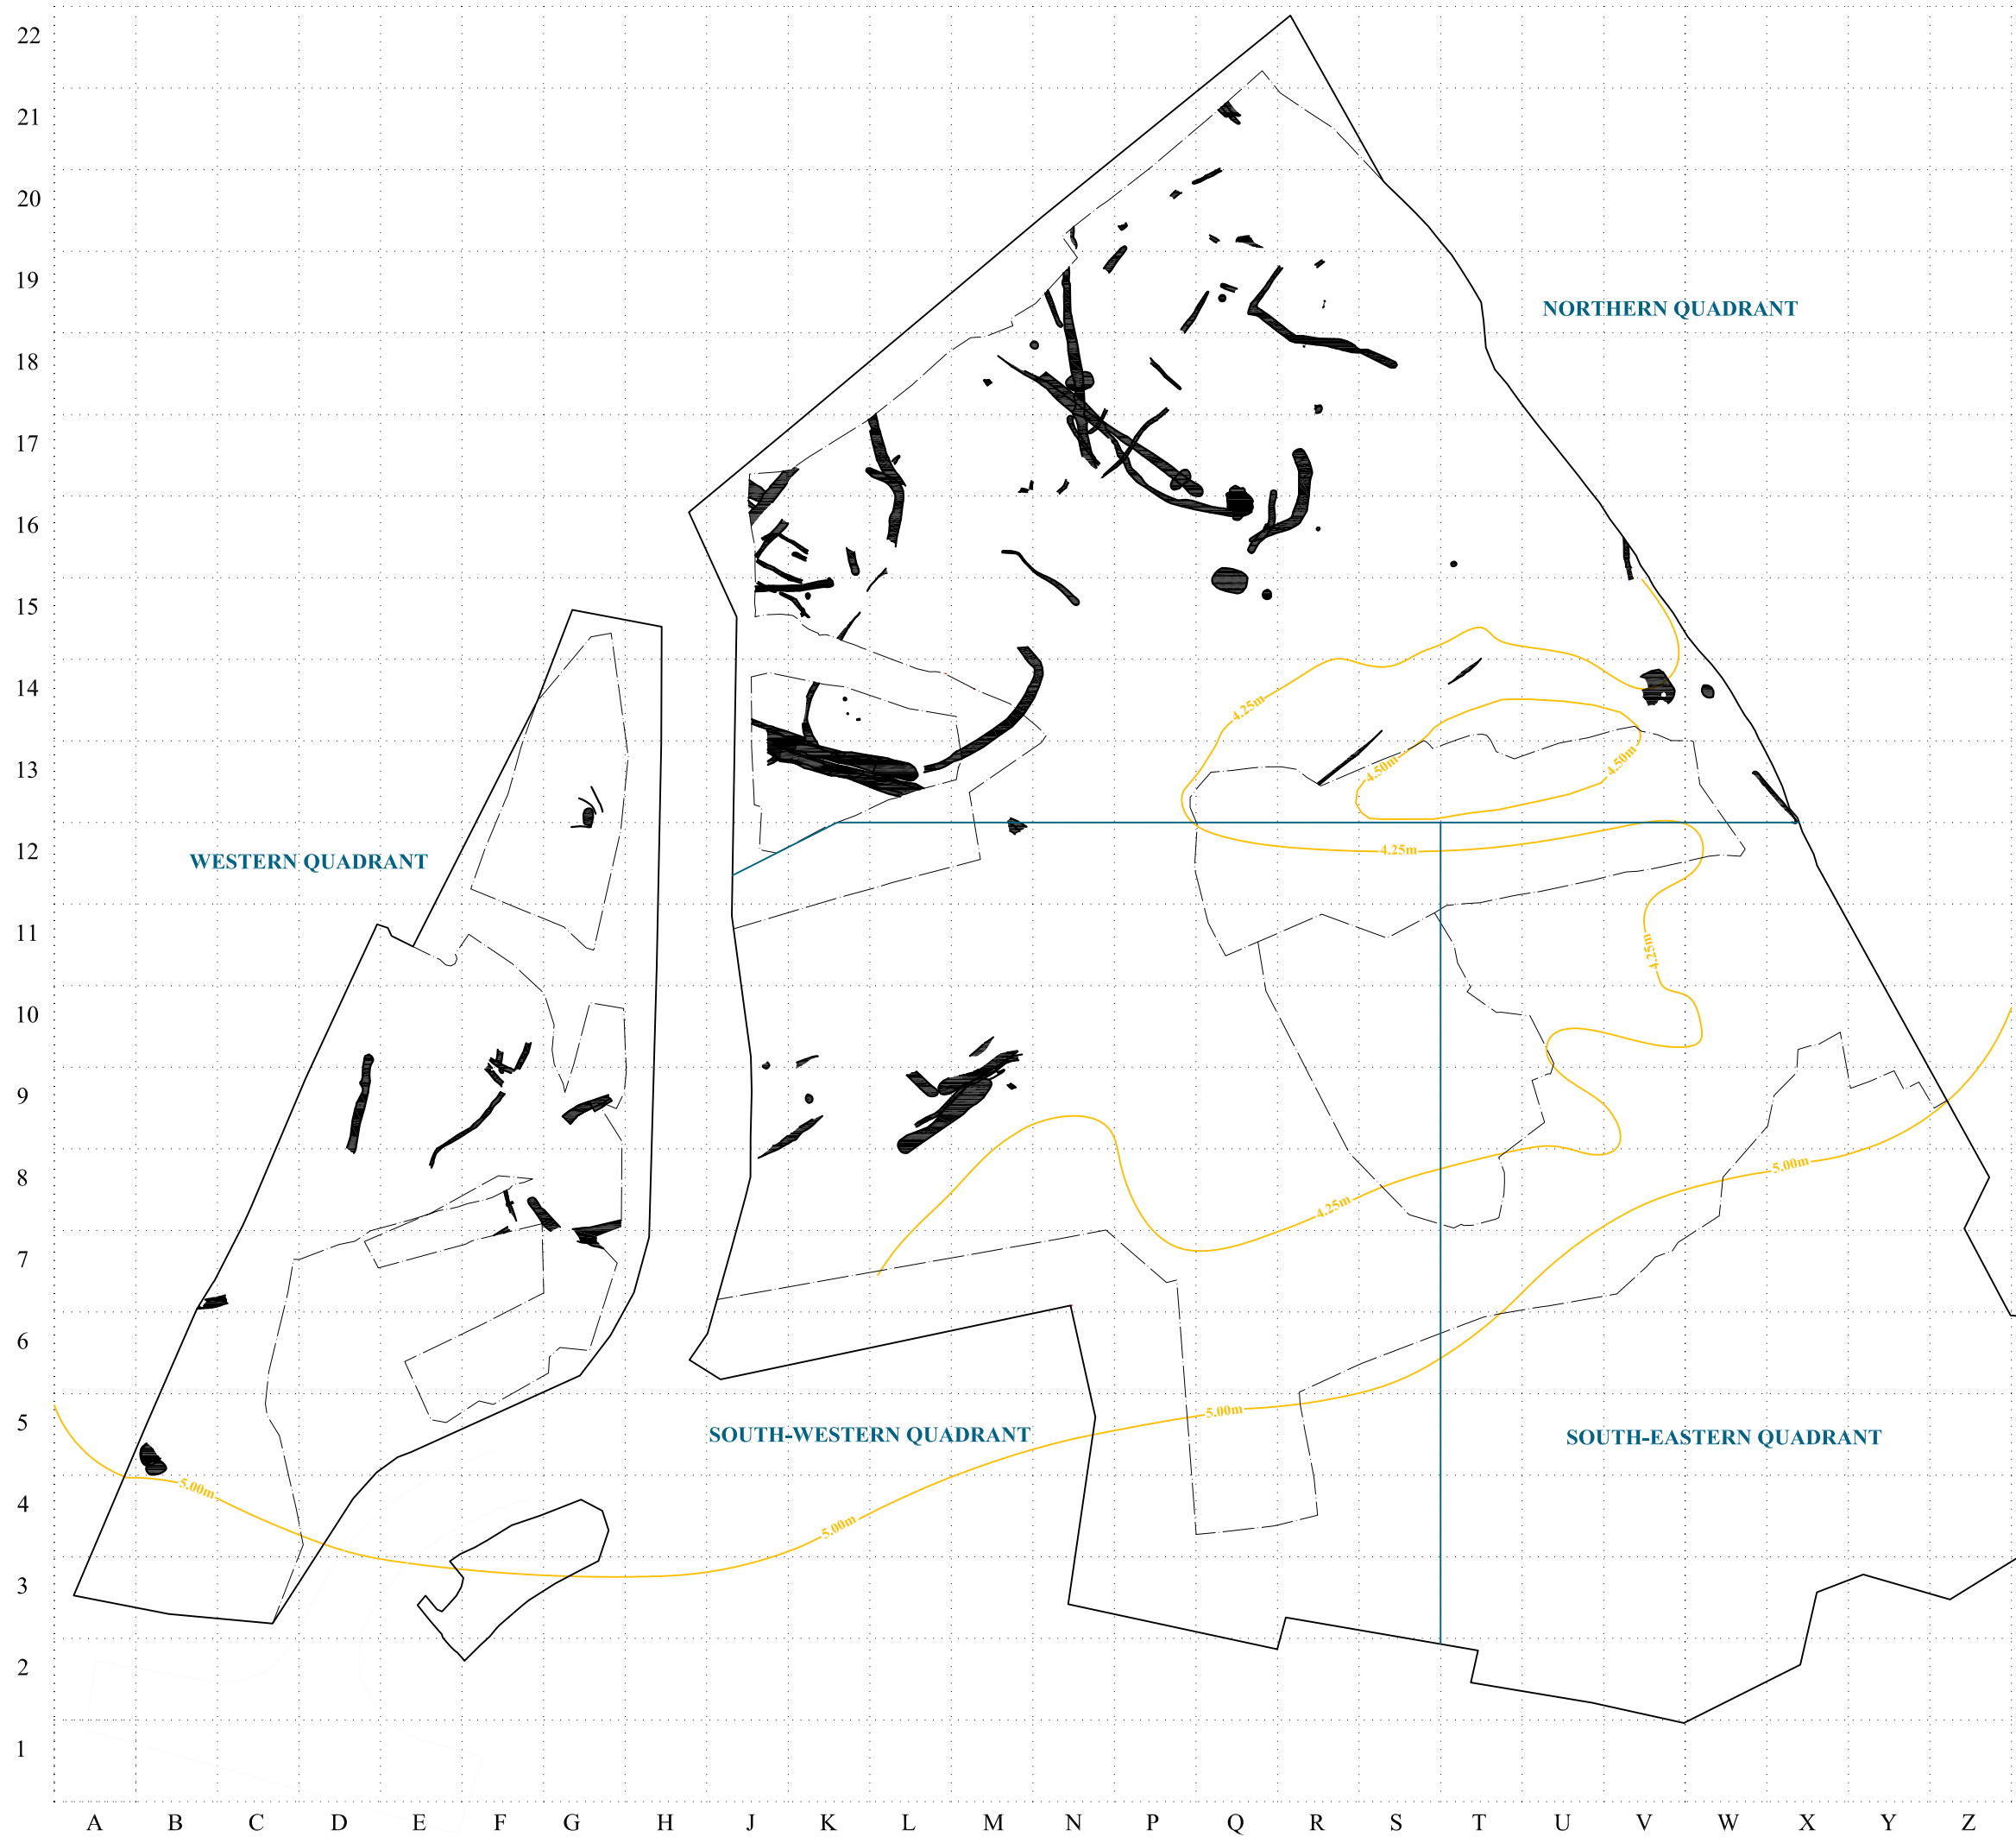 22
21
20
19
NORTHERN QUADRANT
18
17
16
15
14
4.25m
13
4.50m
4.50m
12
WESTERN QUADRANT
4.25m
11
4.25m
10
9
8
5.00m
4.25m
7
6
5
5.00m
SOUTH-WESTERN QUADRANT
SOUTH-EASTERN QUADRANT
4
5.00m
5.00m
3
2
1
A B C D E F G H J K L M N P Q R S T U V W X Y Z